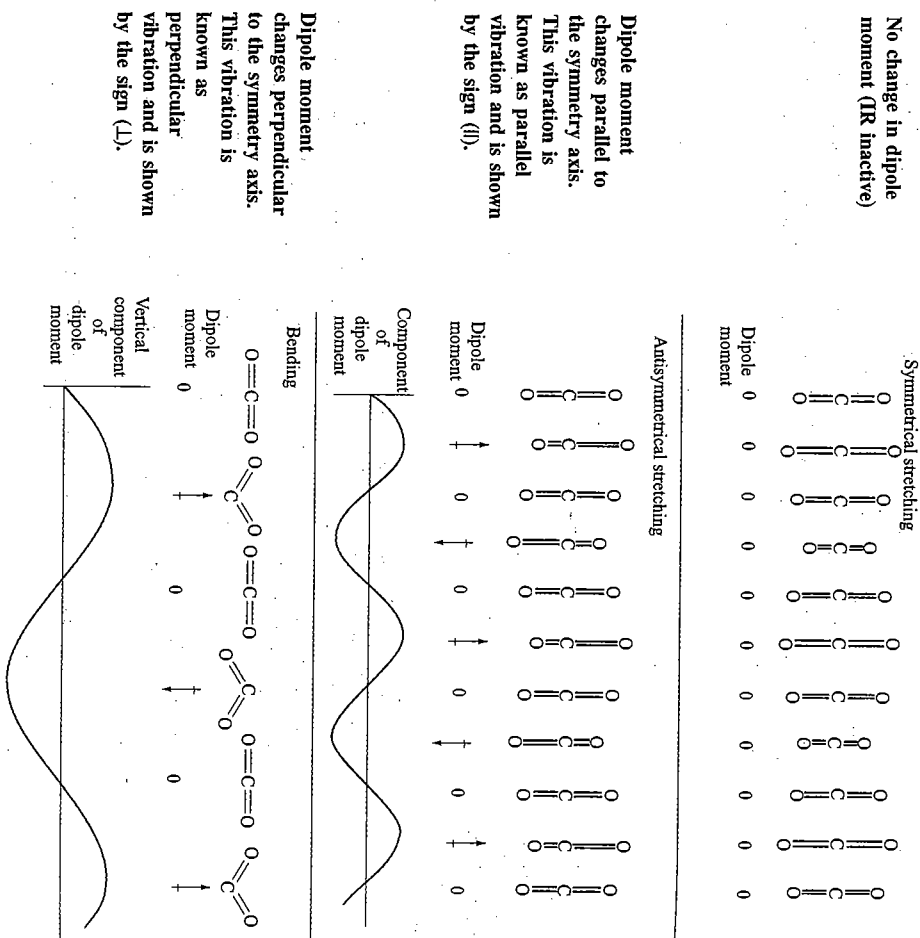 No change in dipole
moment (IR inactive)
Symmetrical stretching
O=C=O O=C=O O=C=O O=C=O O=C=O O=C=O O=C=O O=C=O O=C=O O=C=O O=C=O
Dipole
moment
0 0 0 0 0 0 0 0 0 0 0
Dipole moment
changes parallel to
the symmetry axis.
This vibration is
known as parallel
vibration and is shown
by the sign (||).
Antisymmetrical stretching
O=C=O O=C=O O=C=O O=C=O O=C=O O=C=O O=C=O O=C=O O=C=O O=C=O O=C=O
Dipole
moment
0 0 0 0 0 0
Component
of
dipole
moment
Dipole moment
changes perpendicular
to the symmetry axis.
This vibration is
known as
perpendicular
vibration and is shown
by the sign (⊥).
Bending
O=C=O O=C=O O=C=O O=C=O O=C=O O=C=O
Dipole
moment
0 0 0
Vertical
component
of
dipole
moment